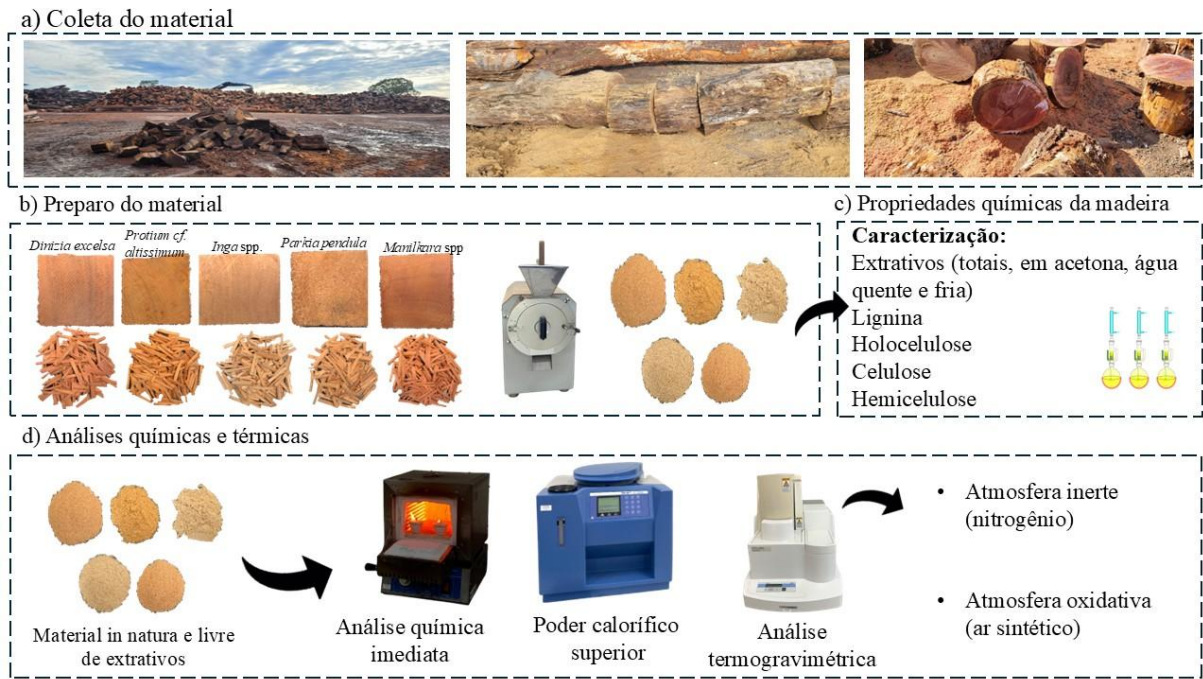 a) Coleta do material
b) Preparo do material
c) Propriedades químicas da madeira
Dinizia excelsa
Protium cf.
altissimum
Inga spp.
Parkia pendula
Manilkara spp
Caracterização:
Extrativos (totais, em acetona, água
quente e fria)
Lignina
Holocelulose
Celulose
Hemicelulose
d) Análises químicas e térmicas
Material in natura e livre
de extrativos
Análise química
imediata
Poder calorífico
superior
Análise
termogravimétrica
• Atmosfera inerte
(nitrogênio)
• Atmosfera oxidativa
(ar sintético)